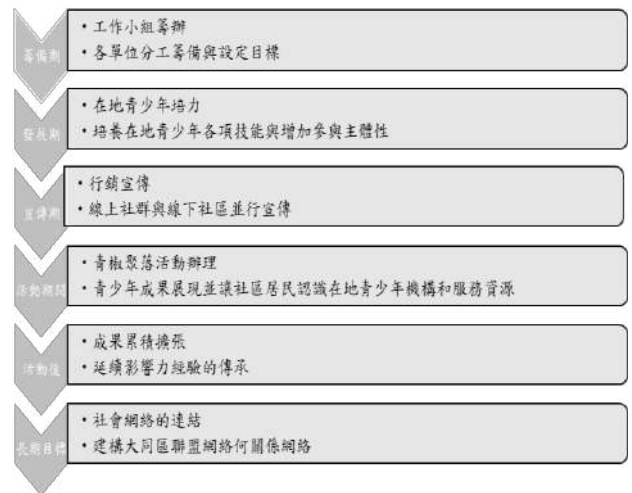 籌備期
• 工作小組籌辦
• 各單位分工籌備與設定目標
發展期
• 在地青少年培力
• 培養在地青少年各項技能與增加參與主體性
宣傳期
• 行銷宣傳
• 線上社群與線下社區並行宣傳
活動期間
• 青椒聚落活動辦理
• 青少年成果展現並讓社區居民認識在地青少年機構和服務資源
活動後
• 成果累積擴張
• 延續影響力經驗的傳承
長期目標
• 社會網絡的連結
• 建構大同區聯盟網絡何關係網絡